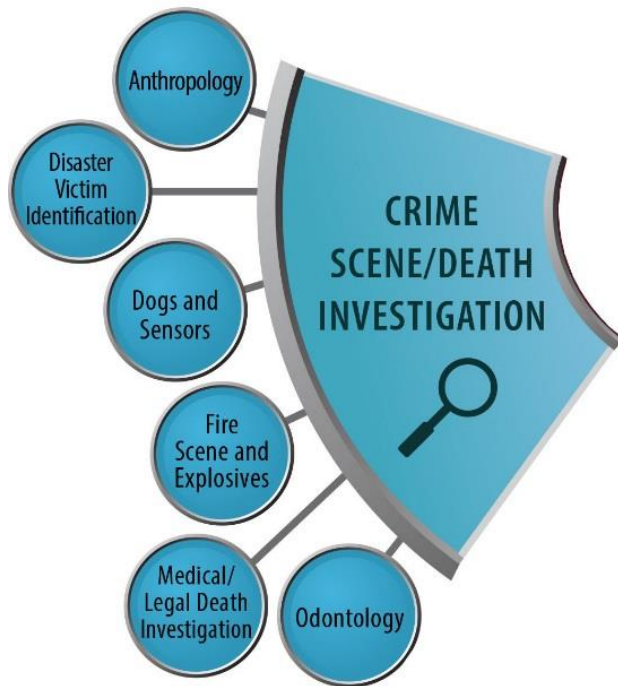 Anthropology
Disaster
Victim
Identification
Dogs and
Sensors
Fire
Scene and
Explosives
Medical/
Legal Death
Investigation
Odontology
CRIME
SCENE/DEATH
INVESTIGATION